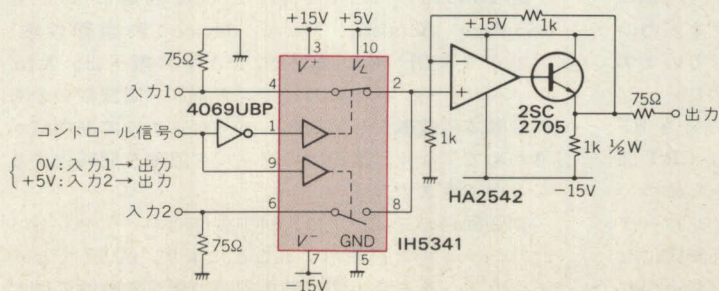 +15V
+5V
+15V
1k
75Ω
3
10
V+
VL
入力1
4
2
−
+
4069UBP
2SC
2705
75Ω
出力
コントロール信号
1
1k
1k ½W
9
0V:入力1→出力
+5V:入力2→出力
−15V
HA2542
入力2
6
8
75Ω
V−
GND
IH5341
7
5
−15V